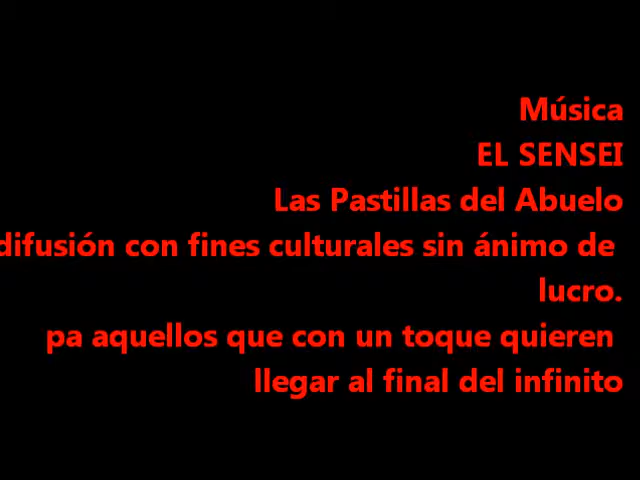 Música
EL SENSEI
Las Pastillas del Abuelo
difusión con fines culturales sin ánimo de
lucro.
pa aquellos que con un toque quieren
llegar al final del infinito